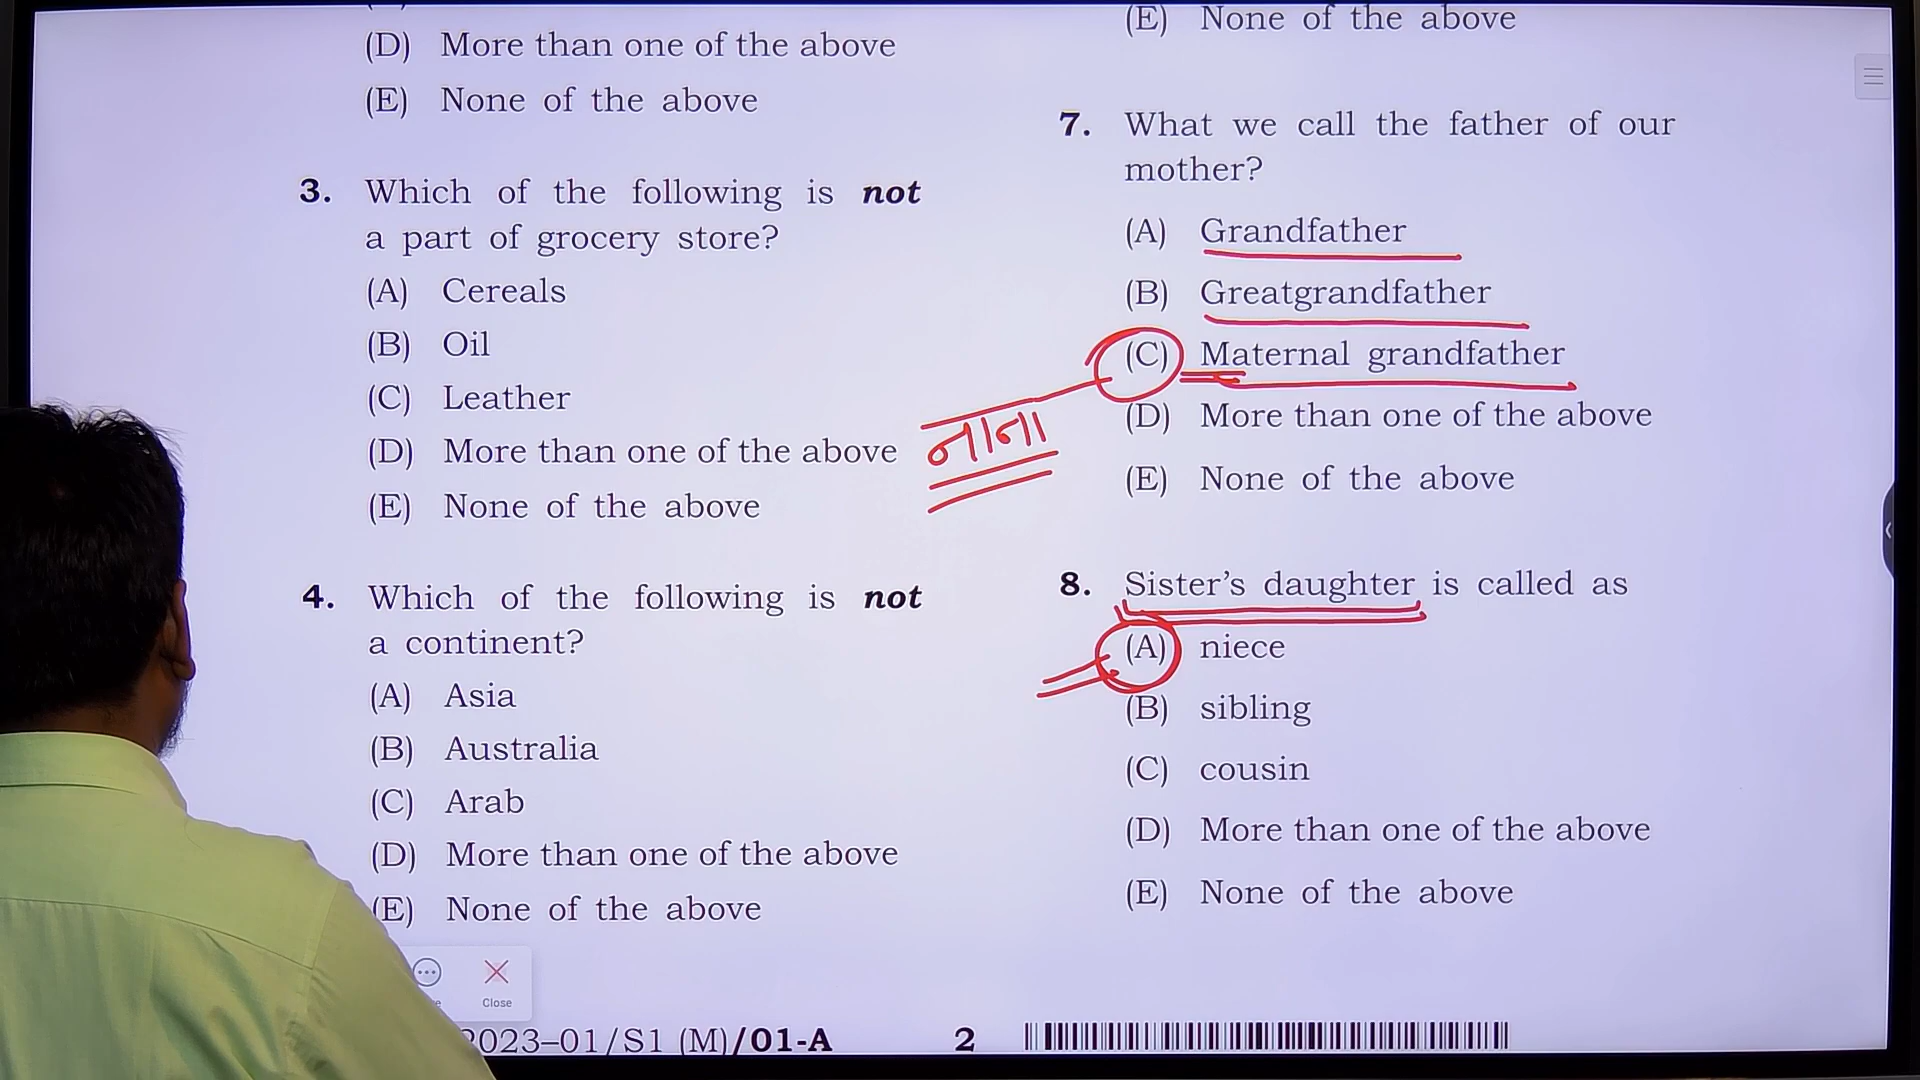 (D) More than one of the above
(E) None of the above
3. Which of the following is not
a part of grocery store?
(A) Cereals
(B) Oil
(C) Leather
(D) More than one of the above
(E) None of the above
4. Which of the following is not
a continent?
(A) Asia
(B) Australia
(C) Arab
(D) More than one of the above
(E) None of the above
(E) None of the above
7. What we call the father of our
mother?
(A) Grandfather
(B) Greatgrandfather
(C) Maternal grandfather
नाना
(D) More than one of the above
(E) None of the above
8. Sister's daughter is called as
(A) niece
(B) sibling
(C) cousin
(D) More than one of the above
(E) None of the above
Close
2023–01/S1 (M)/01-A
2